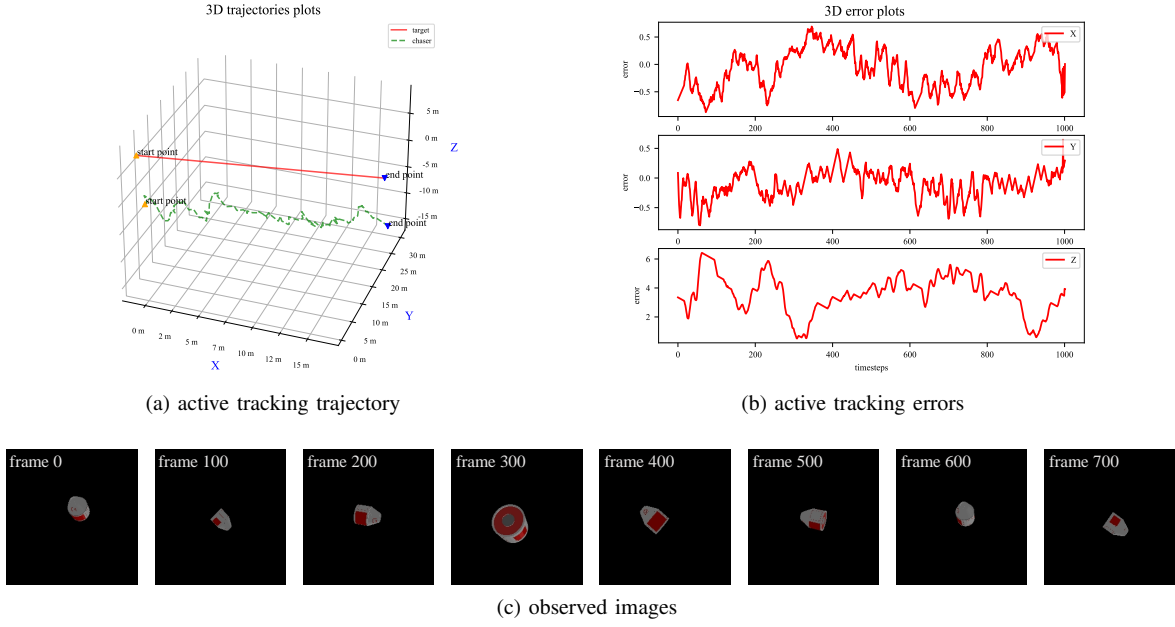 3D trajectories plots
target
chaser
5 m
0 m
Z
-5 m
-10 m
-15 m
start point
end point
start point
end point
30 m
25 m
20 m
15 m
10 m
5 m
0 m
Y
0 m
2 m
5 m
7 m
10 m
12 m
15 m
X
(a) active tracking trajectory
3D error plots
X
error
0.5
0.0
−0.5
0 200 400 600 800 1000
Y
error
0.5
0.0
−0.5
0 200 400 600 800 1000
Z
error
6
4
2
0 200 400 600 800 1000
timesteps
(b) active tracking errors
frame 0 frame 100 frame 200 frame 300 frame 400 frame 500 frame 600 frame 700
(c) observed images